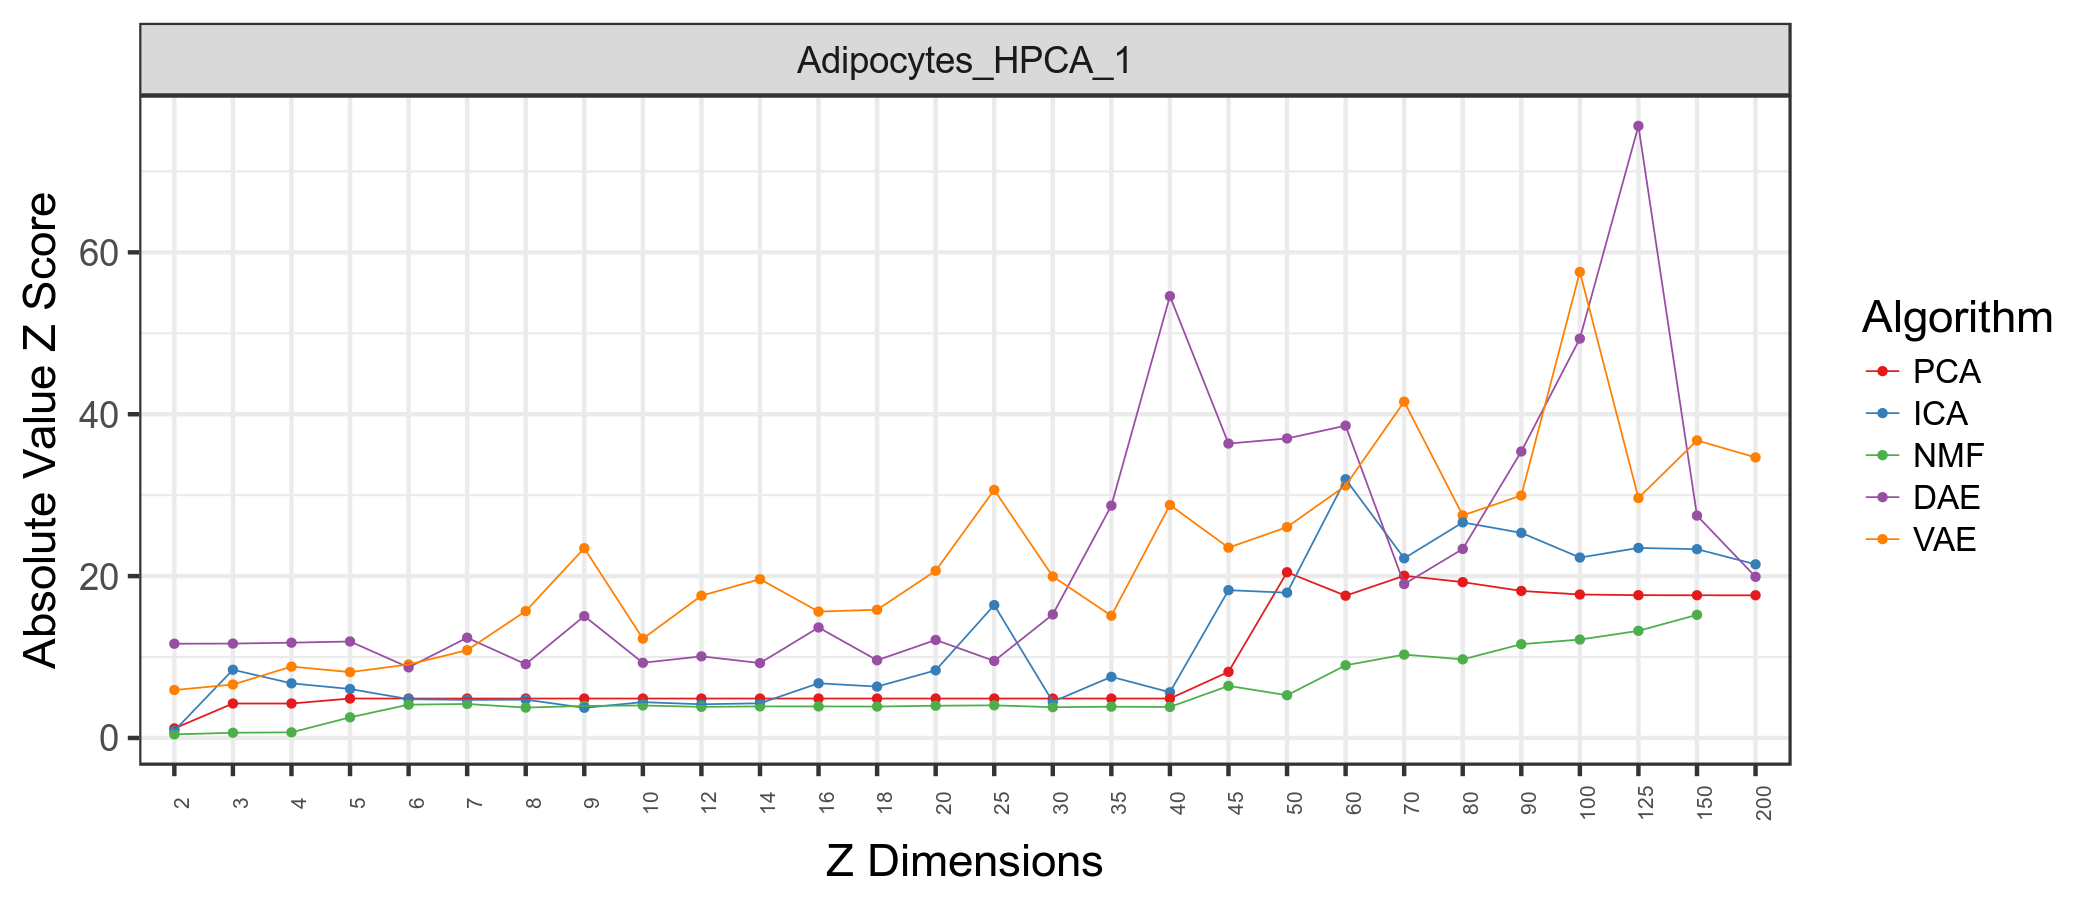 Adipocytes_HPCA_1
Absolute Value Z Score
60
40
20
0
2 3 4 5 6 7 8 9 10 12 14 16 18 20 25 30 35 40 45 50 60 70 80 90 100 125 150 200
Z Dimensions
Algorithm
PCA
ICA
NMF
DAE
VAE